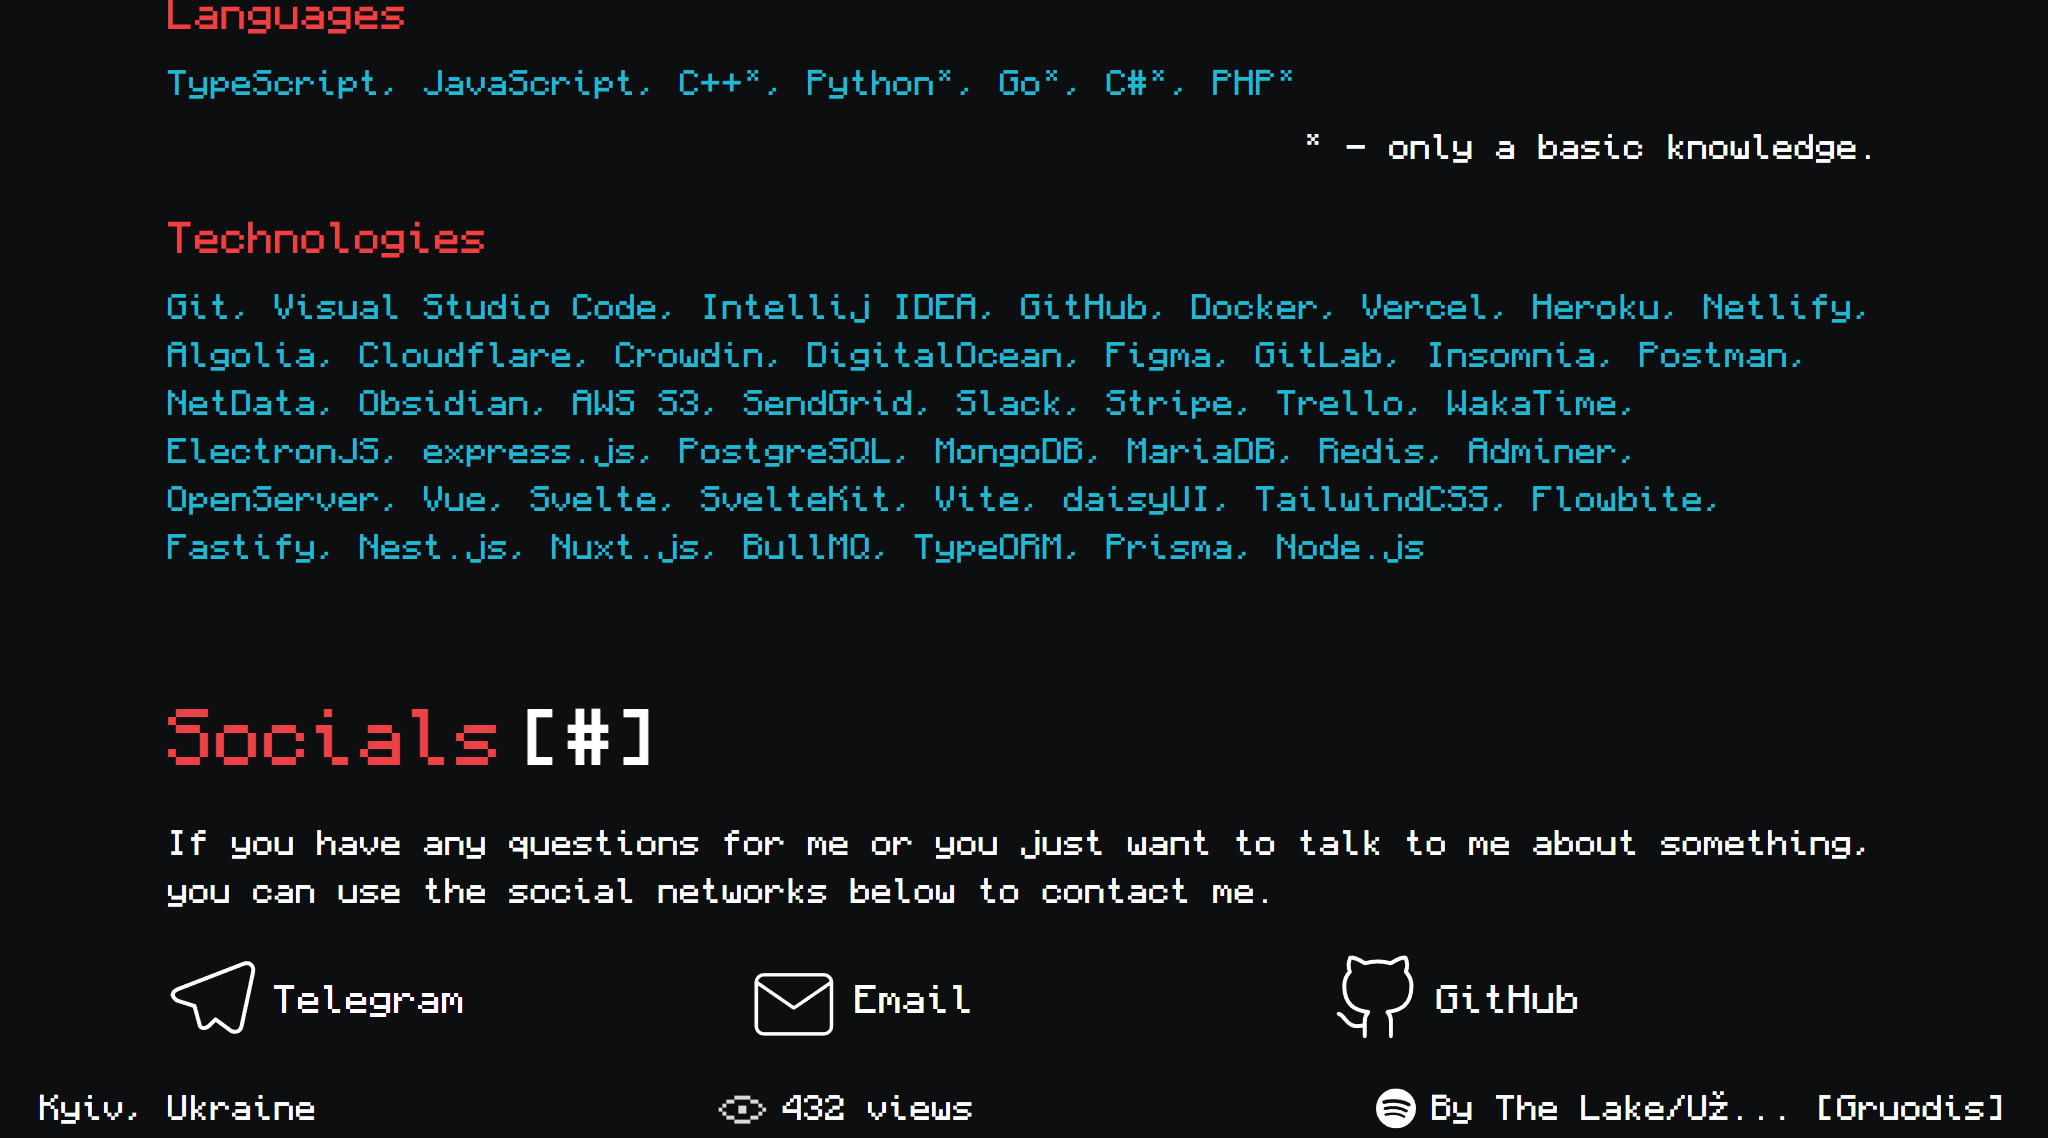 Languages
TypeScript, JavaScript, C++*, Python*, Go*, C#*, PHP*
* - only a basic knowledge.
Technologies
Git, Visual Studio Code, Intellij IDEA, GitHub, Docker, Vercel, Heroku, Netlify,
Algolia, Cloudflare, Crowdin, DigitalOcean, Figma, GitLab, Insomnia, Postman,
NetData, Obsidian, AWS S3, SendGrid, Slack, Stripe, Trello, WakaTime,
ElectronJS, express.js, PostgreSQL, MongoDB, MariaDB, Redis, Adminer,
OpenServer, Vue, Svelte, SvelteKit, Vite, daisyUI, TailwindCSS, Flowbite,
Fastify, Nest.js, Nuxt.js, BullMQ, TypeORM, Prisma, Node.js
Socials [#]
If you have any questions for me or you just want to talk to me about something,
you can use the social networks below to contact me.
Telegram Email GitHub
Kyiv, Ukraine 432 views By The Lake/Už... [Gruodis]